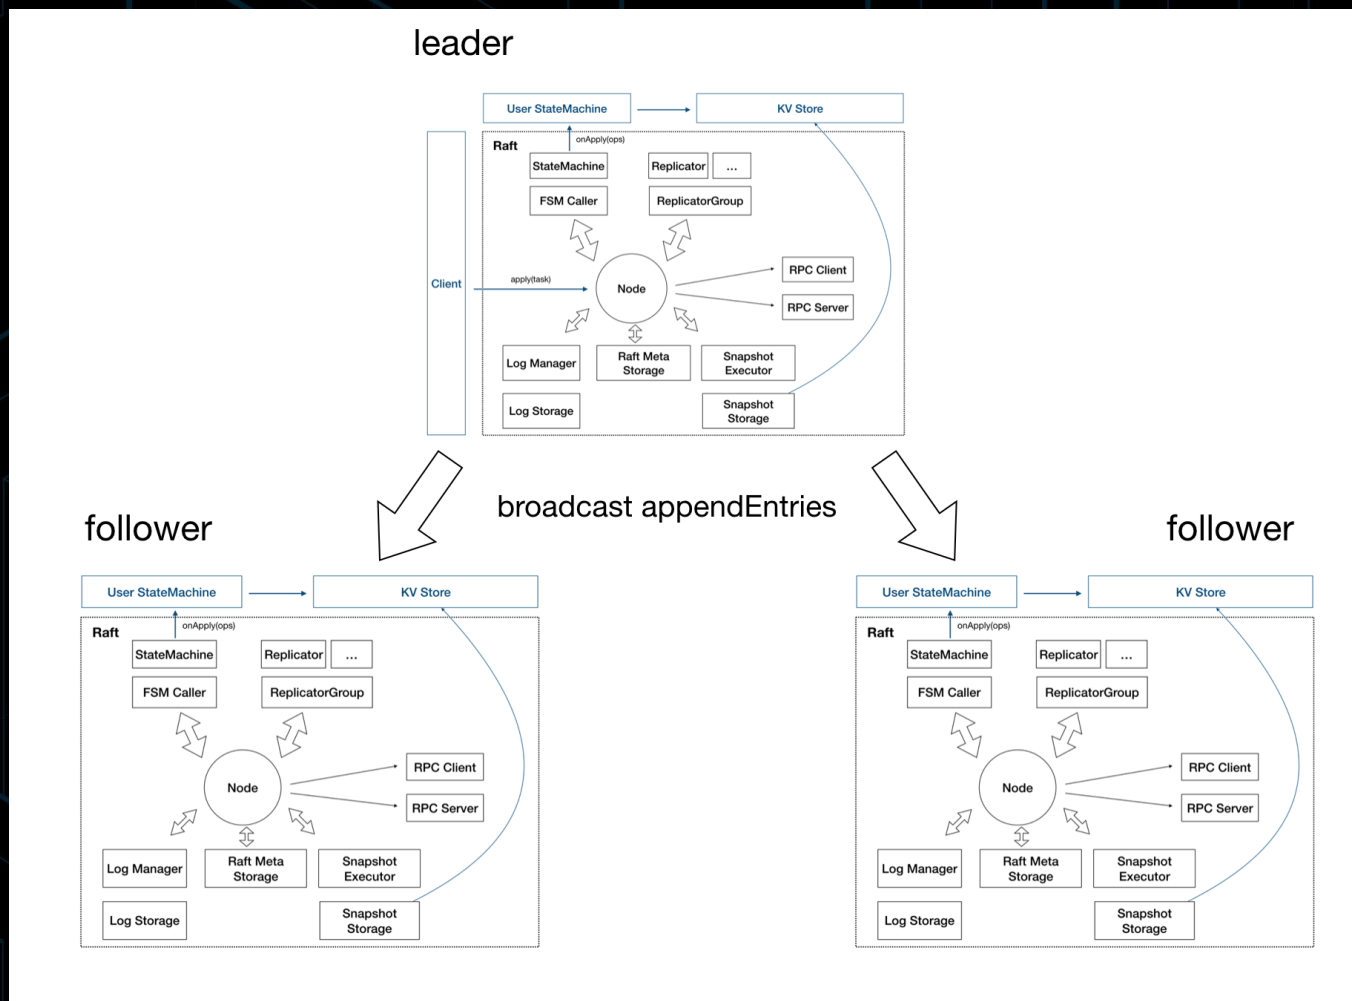 leader
User StateMachine
KV Store
onApply(ops)
Raft
StateMachine
Replicator
...
FSM Caller
ReplicatorGroup
Client
apply(task)
Node
RPC Client
RPC Server
Log Manager
Raft Meta
Storage
Snapshot
Executor
Log Storage
Snapshot
Storage
broadcast appendEntries
follower
User StateMachine
KV Store
onApply(ops)
Raft
StateMachine
Replicator
...
FSM Caller
ReplicatorGroup
Node
RPC Client
RPC Server
Log Manager
Raft Meta
Storage
Snapshot
Executor
Log Storage
Snapshot
Storage
follower
User StateMachine
KV Store
onApply(ops)
Raft
StateMachine
Replicator
...
FSM Caller
ReplicatorGroup
Node
RPC Client
RPC Server
Log Manager
Raft Meta
Storage
Snapshot
Executor
Log Storage
Snapshot
Storage